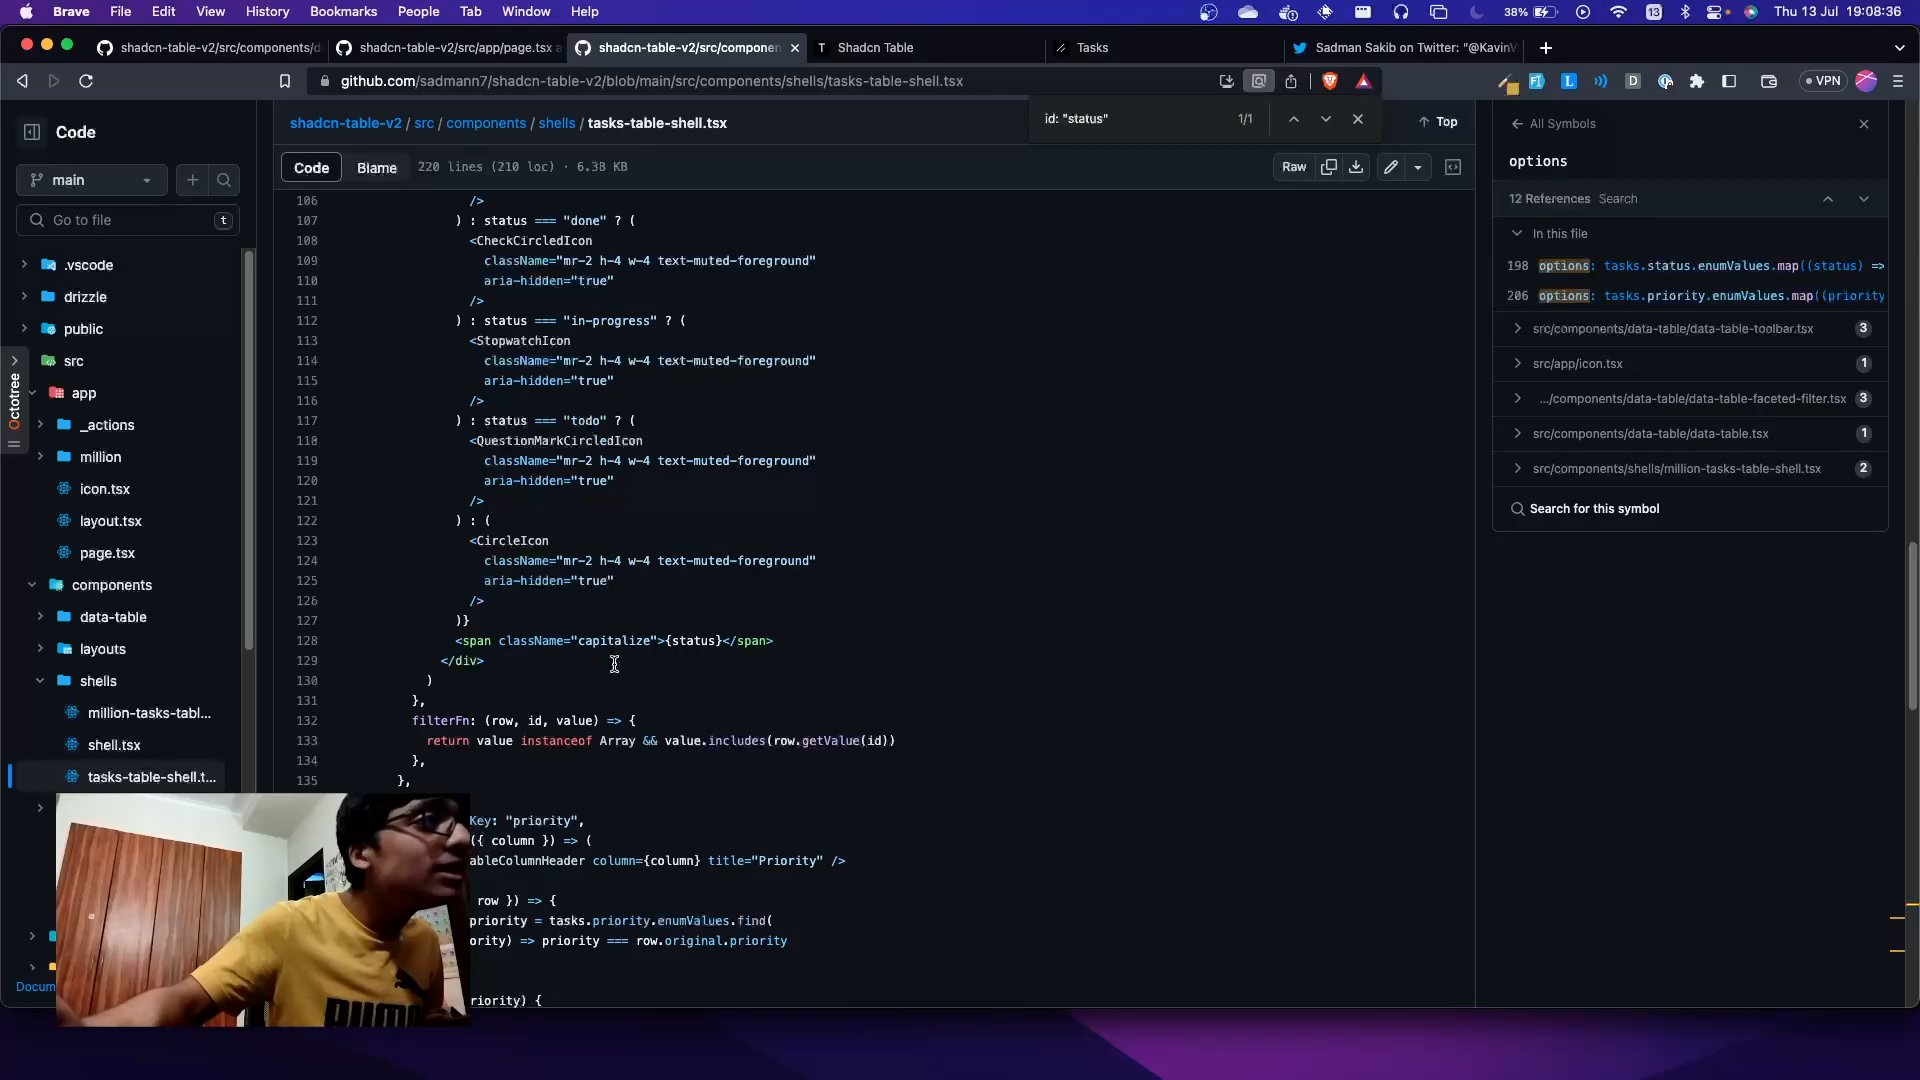 Brave File Edit View History Bookmarks People Tab Window Help 38% 13 Thu 13 Jul 19:08:36
shadcn-table-v2/src/components/d shadcn-table-v2/src/app/page.tsx a shadcn-table-v2/src/componen T Shadcn Table Tasks Sadman Sakib on Twitter: "@KavinV
github.com/sadmann7/shadcn-table-v2/blob/main/src/components/shells/tasks-table-shell.tsx VPN
id: "status" 1/1
Code
main
Go to file t
.vscode
drizzle
public
src
app
_actions
million
icon.tsx
layout.tsx
page.tsx
components
data-table
layouts
shells
million-tasks-tabl...
shell.tsx
tasks-table-shell.t...
Docum
Octotree
shadcn-table-v2 / src / components / shells / tasks-table-shell.tsx Top
Code Blame 220 lines (210 loc) · 6.38 KB Raw
106 />
107 ) : status === "done" ? (
108 <CheckCircledIcon
109 className="mr-2 h-4 w-4 text-muted-foreground"
110 aria-hidden="true"
111 />
112 ) : status === "in-progress" ? (
113 <StopwatchIcon
114 className="mr-2 h-4 w-4 text-muted-foreground"
115 aria-hidden="true"
116 />
117 ) : status === "todo" ? (
118 <QuestionMarkCircledIcon
119 className="mr-2 h-4 w-4 text-muted-foreground"
120 aria-hidden="true"
121 />
122 ) : (
123 <CircleIcon
124 className="mr-2 h-4 w-4 text-muted-foreground"
125 aria-hidden="true"
126 />
127 )}
128 <span className="capitalize">{status}</span>
129 </div>
130 )
131 },
132 filterFn: (row, id, value) => {
133 return value instanceof Array && value.includes(row.getValue(id))
134 },
135 },
Key: "priority",
({ column }) => (
ableColumnHeader column={column} title="Priority" />
row }) => {
priority = tasks.priority.enumValues.find(
ority) => priority === row.original.priority
riority) {
PUMA
All Symbols
options
12 References Search
In this file
198 options: tasks.status.enumValues.map((status) =>
206 options: tasks.priority.enumValues.map((priority
src/components/data-table/data-table-toolbar.tsx 3
src/app/icon.tsx 1
.../components/data-table/data-table-faceted-filter.tsx 3
src/components/data-table/data-table.tsx 1
src/components/shells/million-tasks-table-shell.tsx 2
Search for this symbol